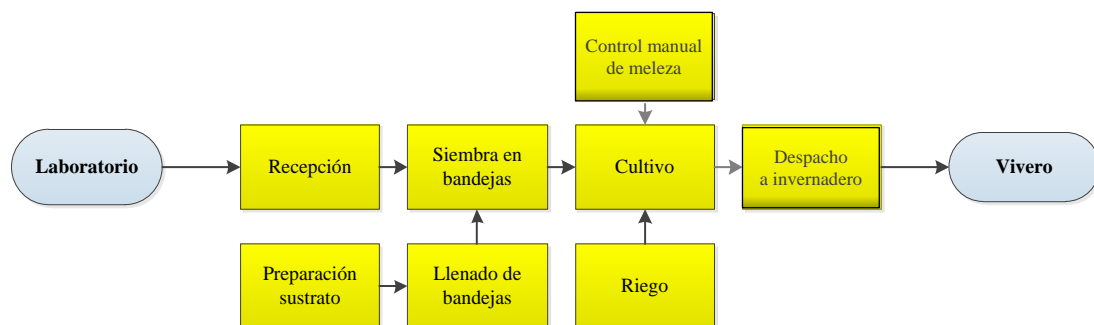 Control manual
de meleza
Laboratorio
Recepción
Siembra en
bandejas
Cultivo
Despacho
a invernadero
Vivero
Preparación
sustrato
Llenado de
bandejas
Riego